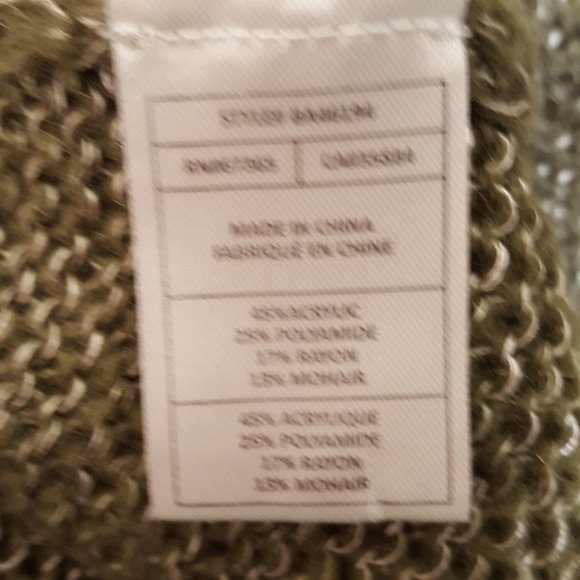 MADE IN CHINA
FABRIQUÉ EN CHINE
45%ACRYLIC
25% POLYAMIDE
17% RAYON
13% MOHAIR
45% ACRYLIQUE
25% POLYAMIDE
17% RAYON
13% MOHAIR